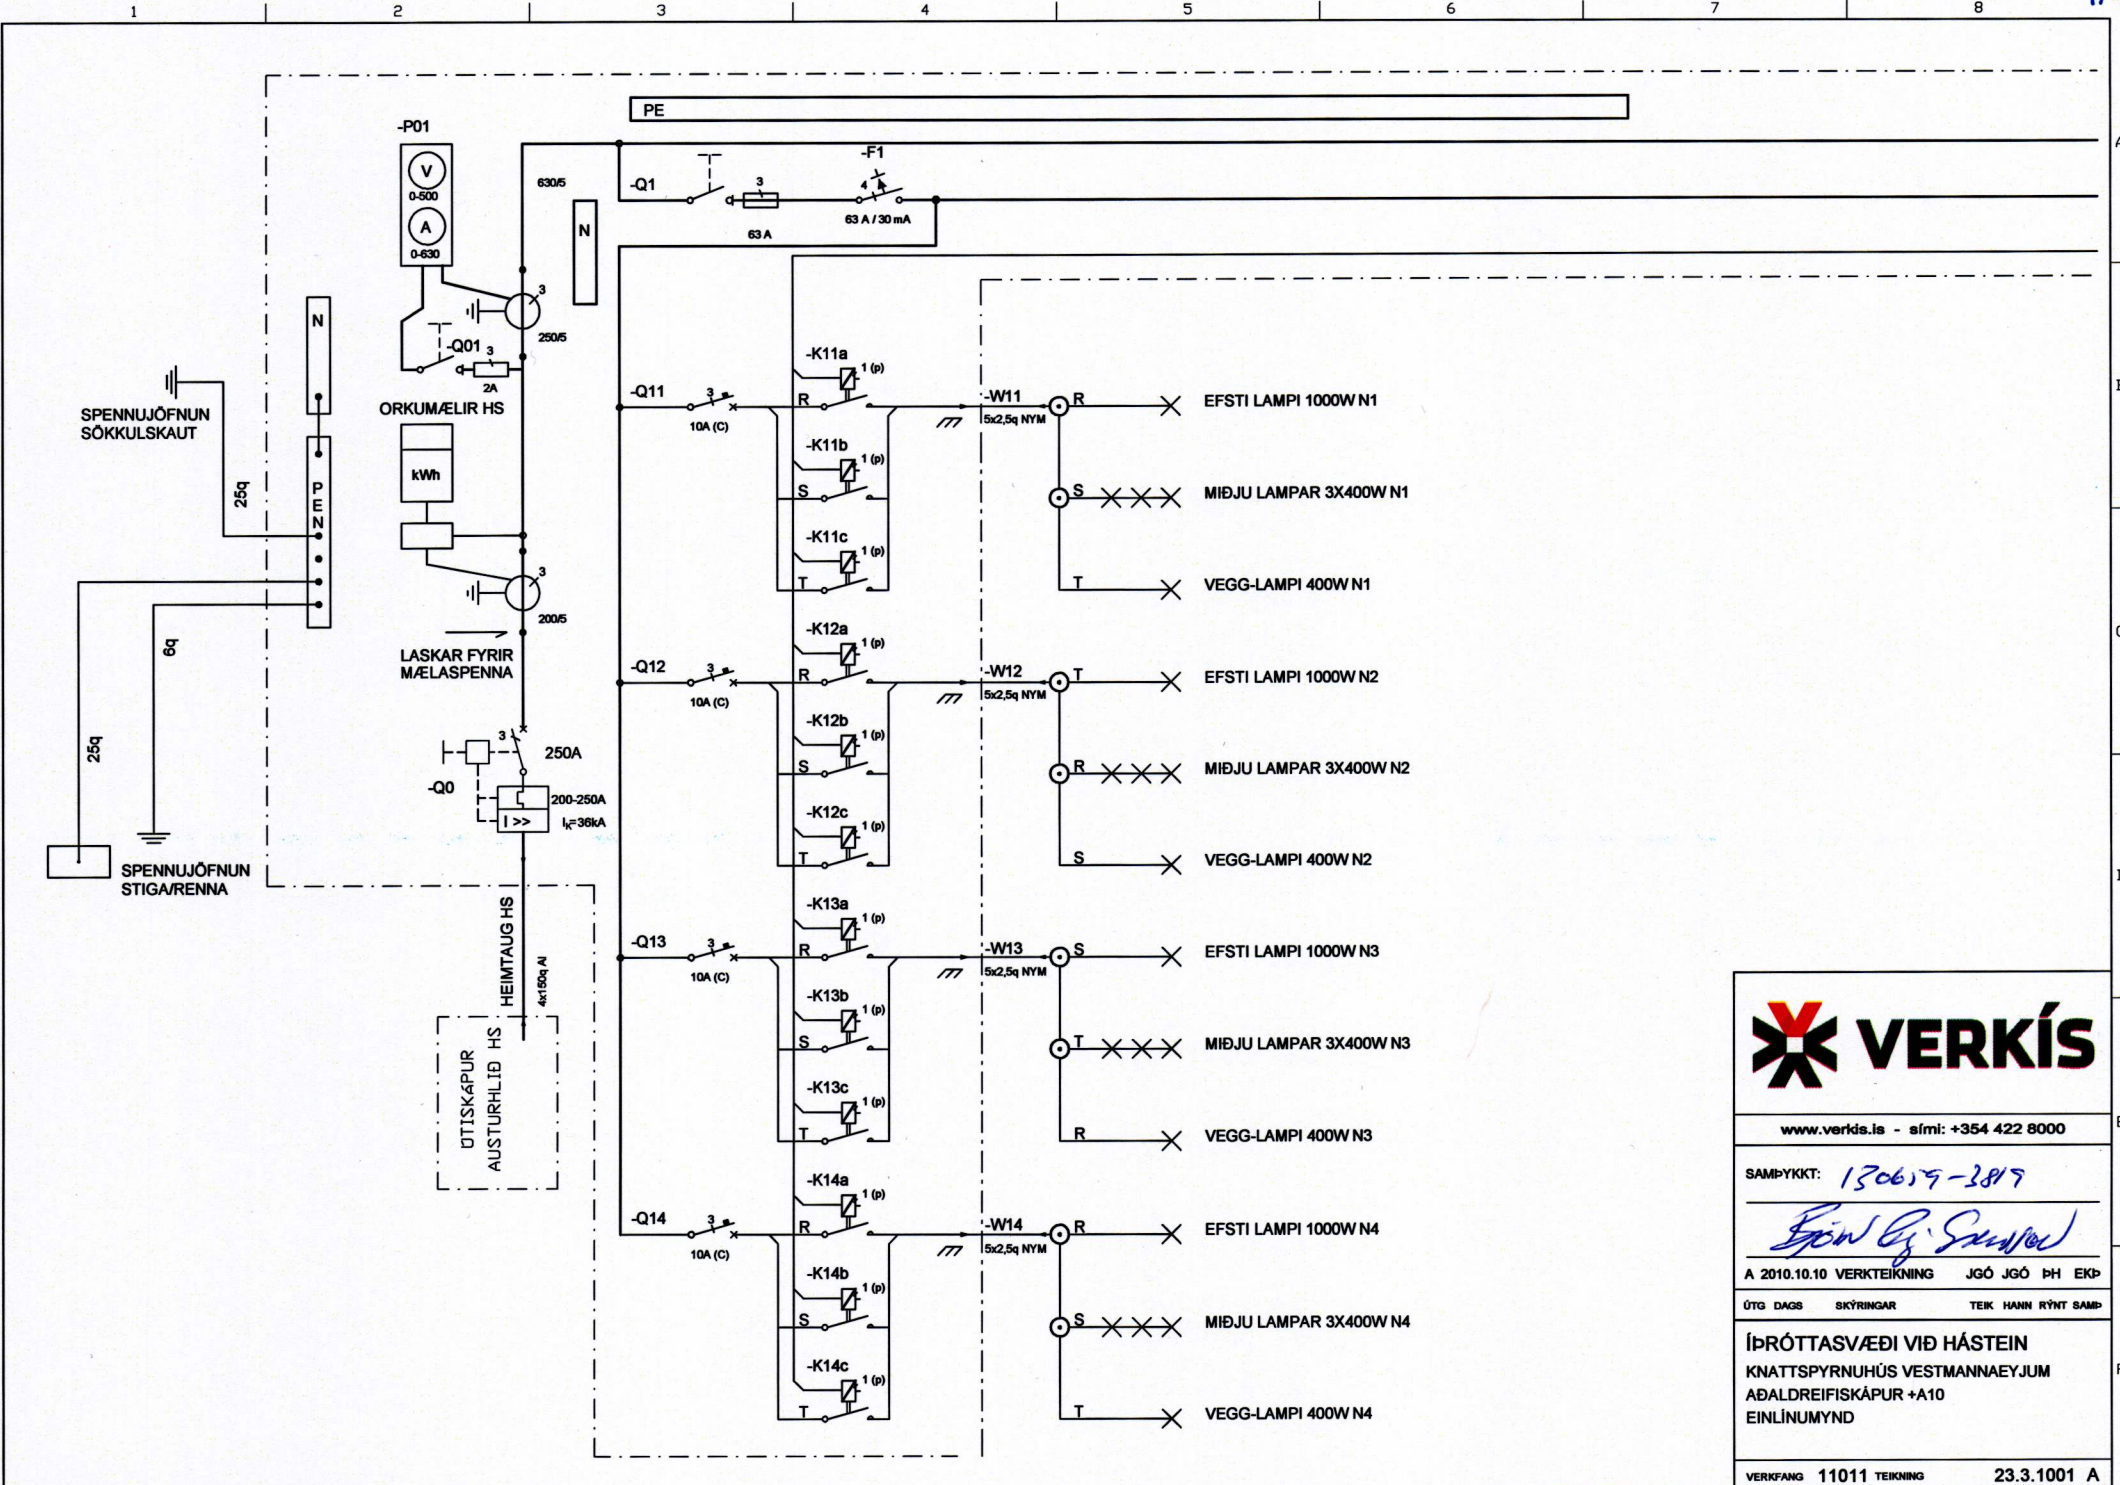 1 2 3 4 5 6 7 8
PE
-P01
V
0-500
A
0-630
630/5
N
-Q1
3
63 A
-F1
4
63 A / 30 mA
3
250/5
-Q01
3
2A
N
PEN
SPENNUJÖFNUN
SÖKKULSKAUT
25q
ORKUMÆLIR HS
kWh
3
200/5
LASKAR FYRIR
MÆLASPENNA
6q
25q
SPENNUJÖFNUN
STIGA/RENNA
3
250A
-Q0
200-250A
I >>
Ik=36kA
HEIMTAUG HS
4x150q Al
ÚTISKÁPUR
AUSTURHLIÐ HS
-Q11
3
10A (C)
-K11a
1 (p)
R
-W11
5x2,5q NYM
R
EFSTI LAMPI 1000W N1
-K11b
1 (p)
S
S
MIÐJU LAMPAR 3X400W N1
-K11c
1 (p)
T
T
VEGG-LAMPI 400W N1
-Q12
3
10A (C)
-K12a
1 (p)
R
-W12
5x2,5q NYM
T
EFSTI LAMPI 1000W N2
-K12b
1 (p)
S
R
MIÐJU LAMPAR 3X400W N2
-K12c
1 (p)
T
S
VEGG-LAMPI 400W N2
-Q13
3
10A (C)
-K13a
1 (p)
R
-W13
5x2,5q NYM
S
EFSTI LAMPI 1000W N3
-K13b
1 (p)
S
T
MIÐJU LAMPAR 3X400W N3
-K13c
1 (p)
T
R
VEGG-LAMPI 400W N3
-Q14
3
10A (C)
-K14a
1 (p)
R
-W14
5x2,5q NYM
R
EFSTI LAMPI 1000W N4
-K14b
1 (p)
S
S
MIÐJU LAMPAR 3X400W N4
-K14c
1 (p)
T
T
VEGG-LAMPI 400W N4
VERKÍS
www.verkis.is - sími: +354 422 8000
SAMÞYKKT: 130659-3819
A 2010.10.10 VERKTEIKNING JGÓ JGÓ ÞH EKÞ
ÚTG DAGS SKÝRINGAR TEIK HANN RÝNT SAMÞ
ÍÞRÓTTASVÆÐI VIÐ HÁSTEIN
KNATTSPYRNUHÚS VESTMANNAEYJUM
AÐALDREIFISKÁPUR +A10
EINLÍNUMYND
VERKFANG 11011 TEIKNING 23.3.1001 A